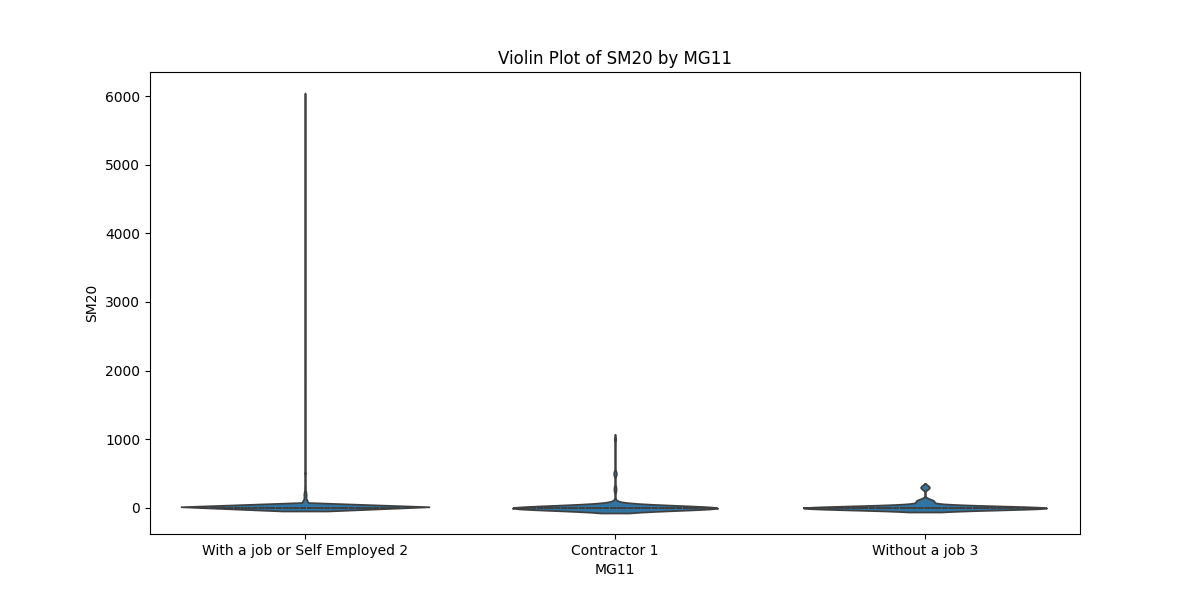 Violin Plot of SM20 by MG11
6000
5000
4000
3000
2000
1000
0
SM20
With a job or Self Employed 2
Contractor 1
Without a job 3
MG11